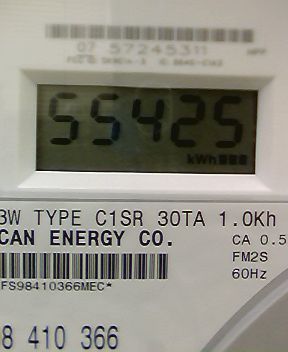 07 57245311
55425
kWh
3W TYPE C1SR 30TA 1.0Kh
CAN ENERGY CO.
CA 0.5
FM2S
60Hz
FS98410366MEC*
8 410 366